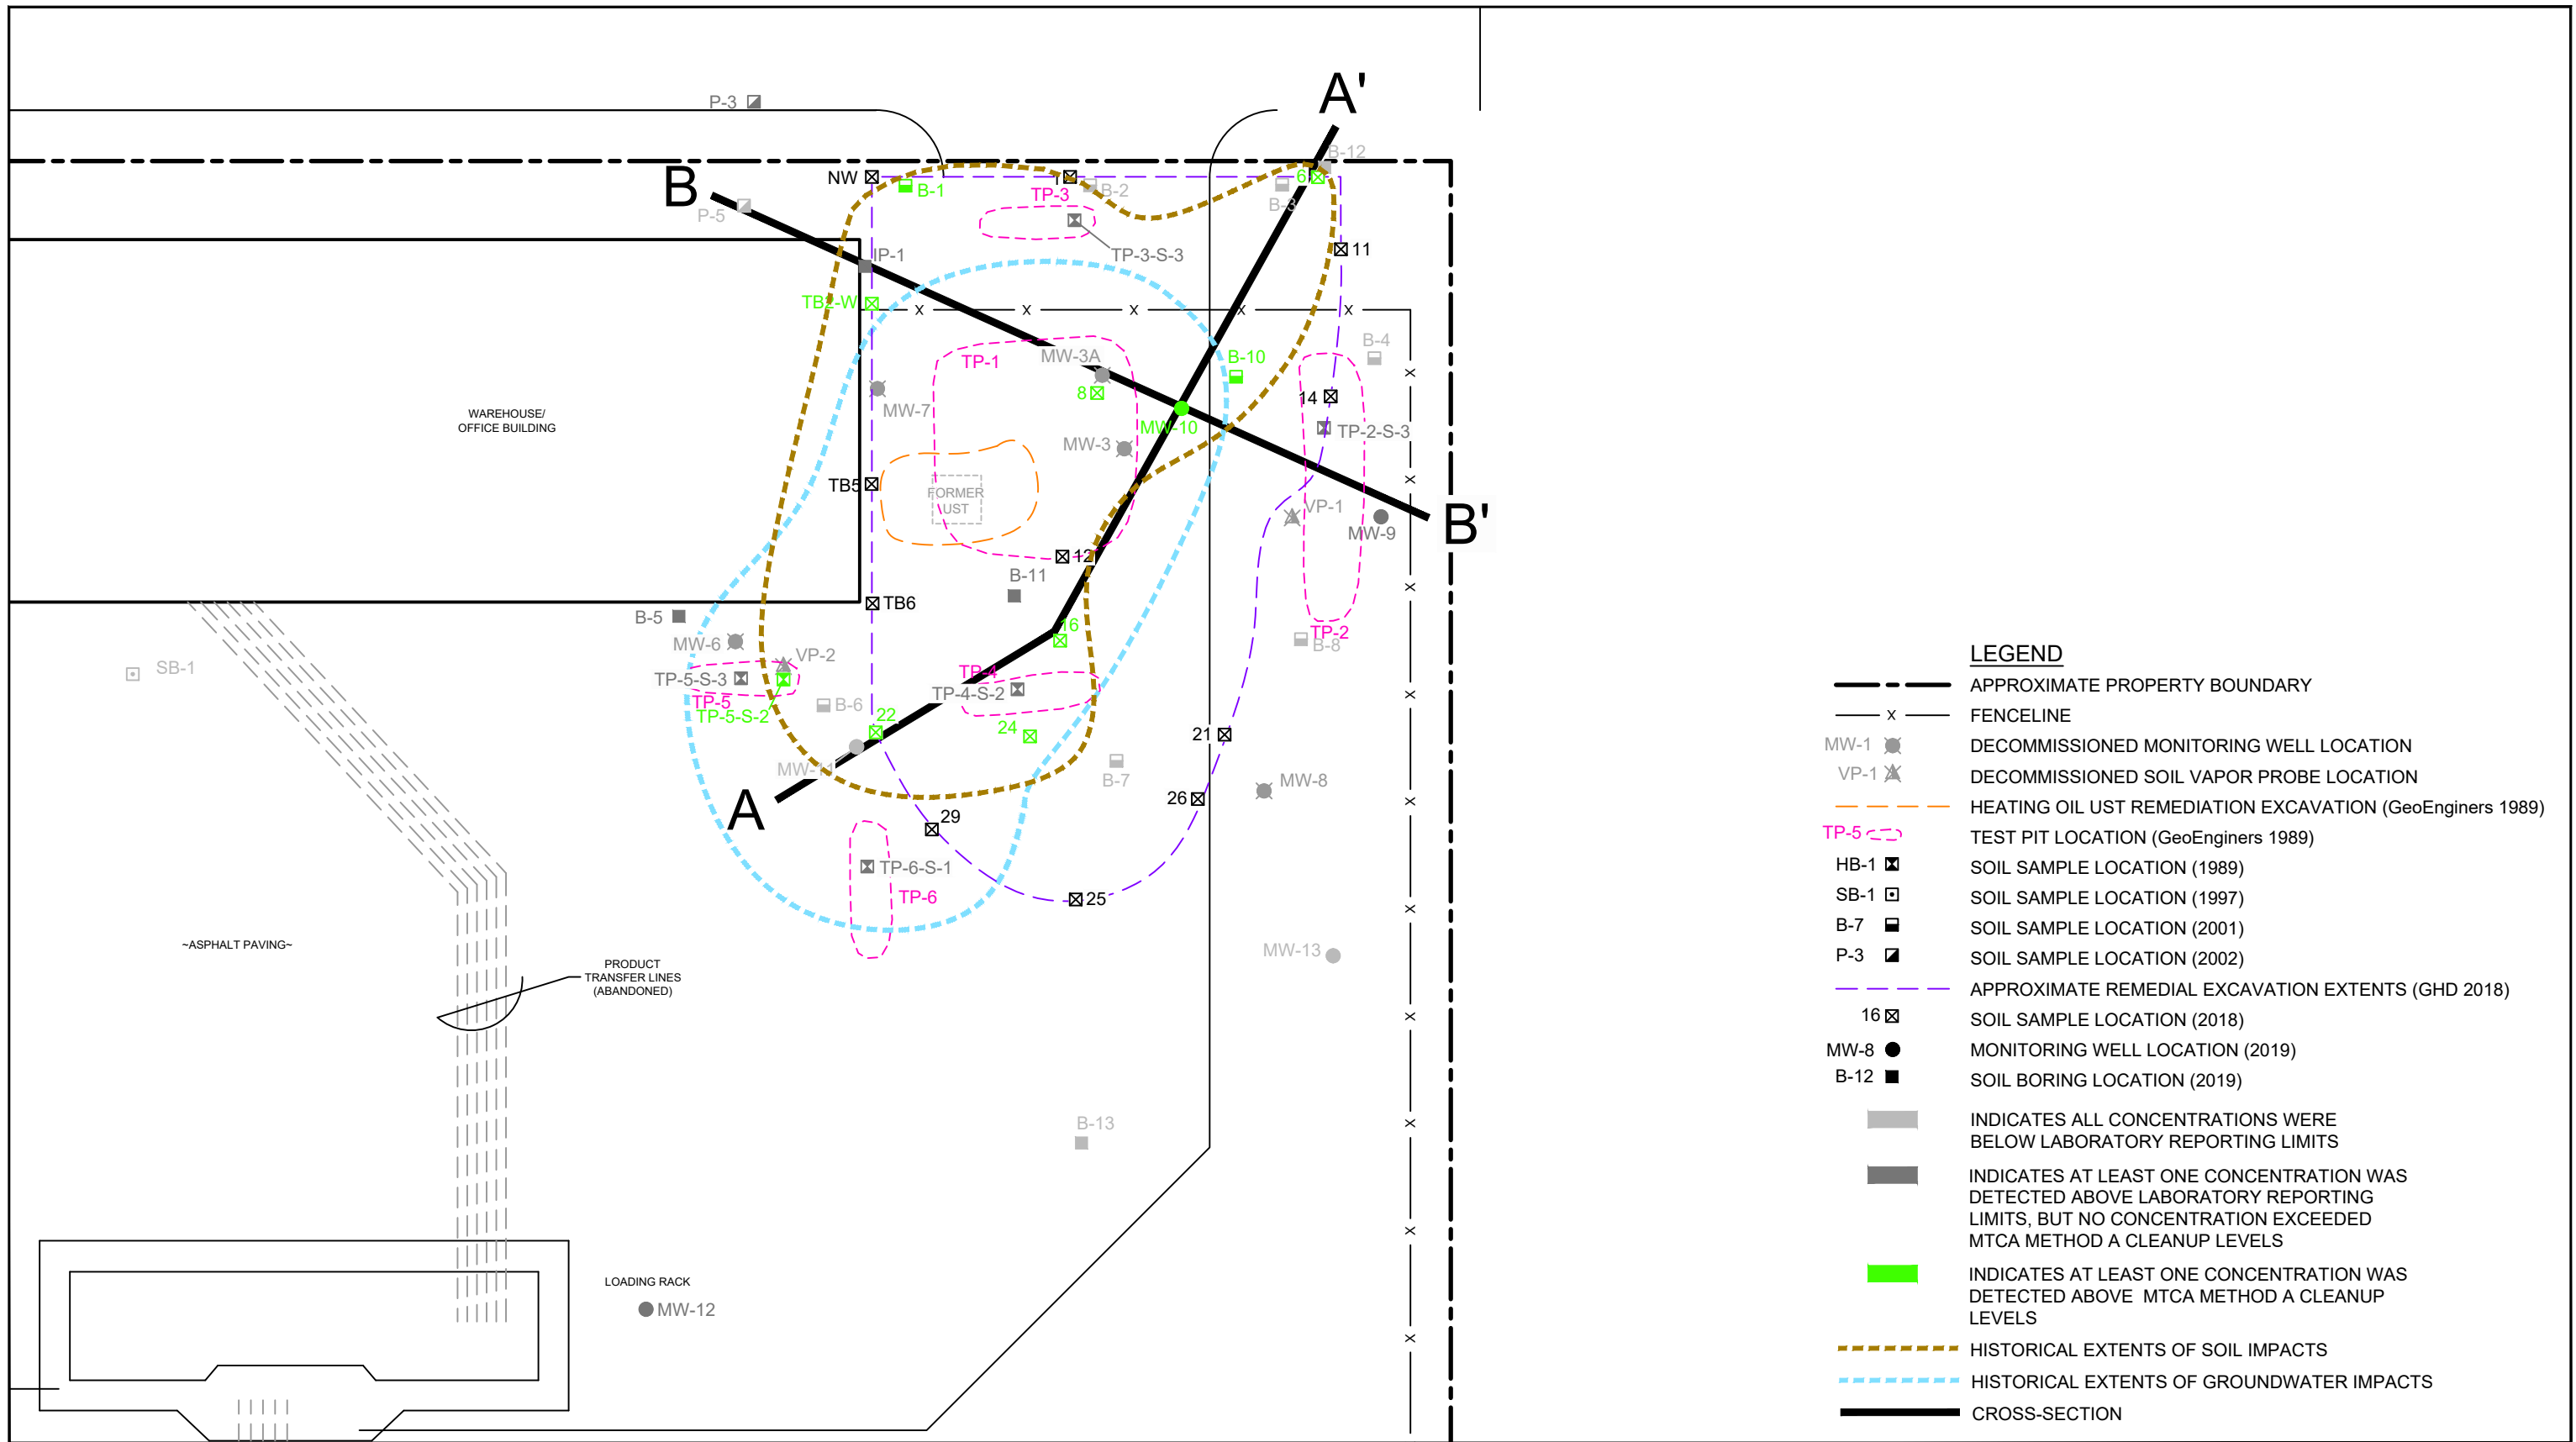 A'
P-3
B-12
B
NW
1
B-1
B-2
6
TP-3
B-3
P-5
11
IP-1
TP-3-S-3
TB2-W
X
X
X
X
X
B-4
MW-3A
B-10
TP-1
X
8
MW-7
14
WAREHOUSE/
OFFICE BUILDING
MW-10
TP-2-S-3
MW-3
X
TB5
FORMER
UST
VP-1
B'
MW-9
12
B-11
X
TB6
B-5
16
TP-2
MW-6
B-8
VP-2
SB-1
TP-4
TP-5-S-3
TP-4-S-2
X
TP-5
B-6
TP-5-S-2
22
24
21
MW-11
B-7
MW-8
26
X
A
29
TP-6-S-1
TP-6
25
X
~ASPHALT PAVING~
MW-13
PRODUCT
TRANSFER LINES
(ABANDONED)
X
B-13
X
X
LOADING RACK
MW-12
X
LEGEND
APPROXIMATE PROPERTY BOUNDARY
X FENCELINE
MW-1 DECOMMISSIONED MONITORING WELL LOCATION
VP-1 DECOMMISSIONED SOIL VAPOR PROBE LOCATION
HEATING OIL UST REMEDIATION EXCAVATION (GeoEnginers 1989)
TP-5 TEST PIT LOCATION (GeoEnginers 1989)
HB-1 SOIL SAMPLE LOCATION (1989)
SB-1 SOIL SAMPLE LOCATION (1997)
B-7 SOIL SAMPLE LOCATION (2001)
P-3 SOIL SAMPLE LOCATION (2002)
APPROXIMATE REMEDIAL EXCAVATION EXTENTS (GHD 2018)
16 SOIL SAMPLE LOCATION (2018)
MW-8 MONITORING WELL LOCATION (2019)
B-12 SOIL BORING LOCATION (2019)
INDICATES ALL CONCENTRATIONS WERE
BELOW LABORATORY REPORTING LIMITS
INDICATES AT LEAST ONE CONCENTRATION WAS
DETECTED ABOVE LABORATORY REPORTING
LIMITS, BUT NO CONCENTRATION EXCEEDED
MTCA METHOD A CLEANUP LEVELS
INDICATES AT LEAST ONE CONCENTRATION WAS
DETECTED ABOVE MTCA METHOD A CLEANUP
LEVELS
HISTORICAL EXTENTS OF SOIL IMPACTS
HISTORICAL EXTENTS OF GROUNDWATER IMPACTS
CROSS-SECTION